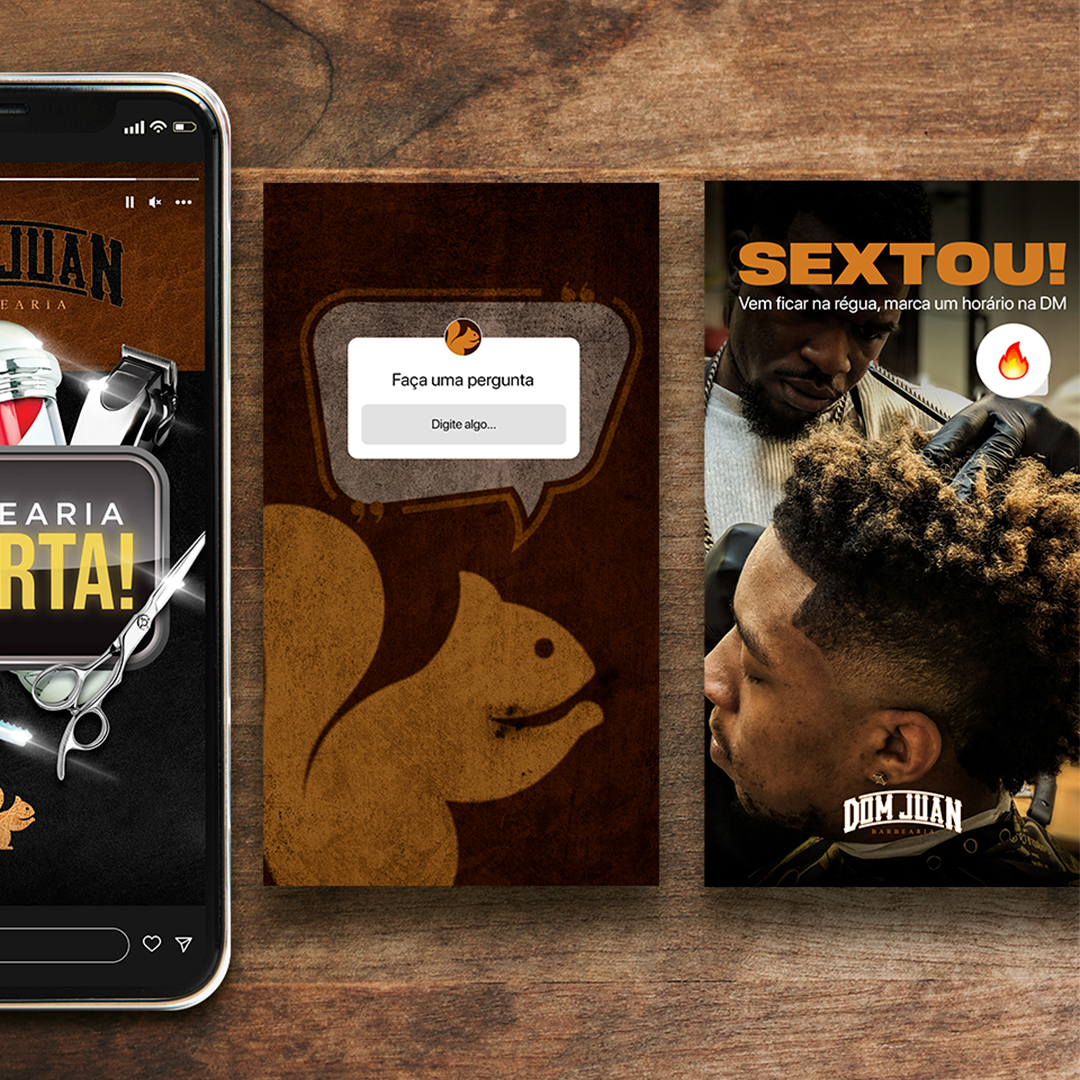 JUAN
EARIA
EARIA
RTA!
Faça uma pergunta
Digite algo...
SEXTOU!
Vem ficar na régua, marca um horário na DM
DOM JUAN
BARBEARIA